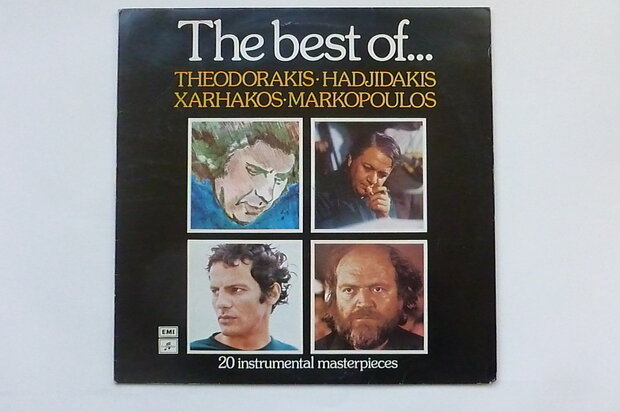 The best of...
THEODORAKIS · HADJIDAKIS
XARHAKOS · MARKOPOULOS
EMI
20 instrumental masterpieces